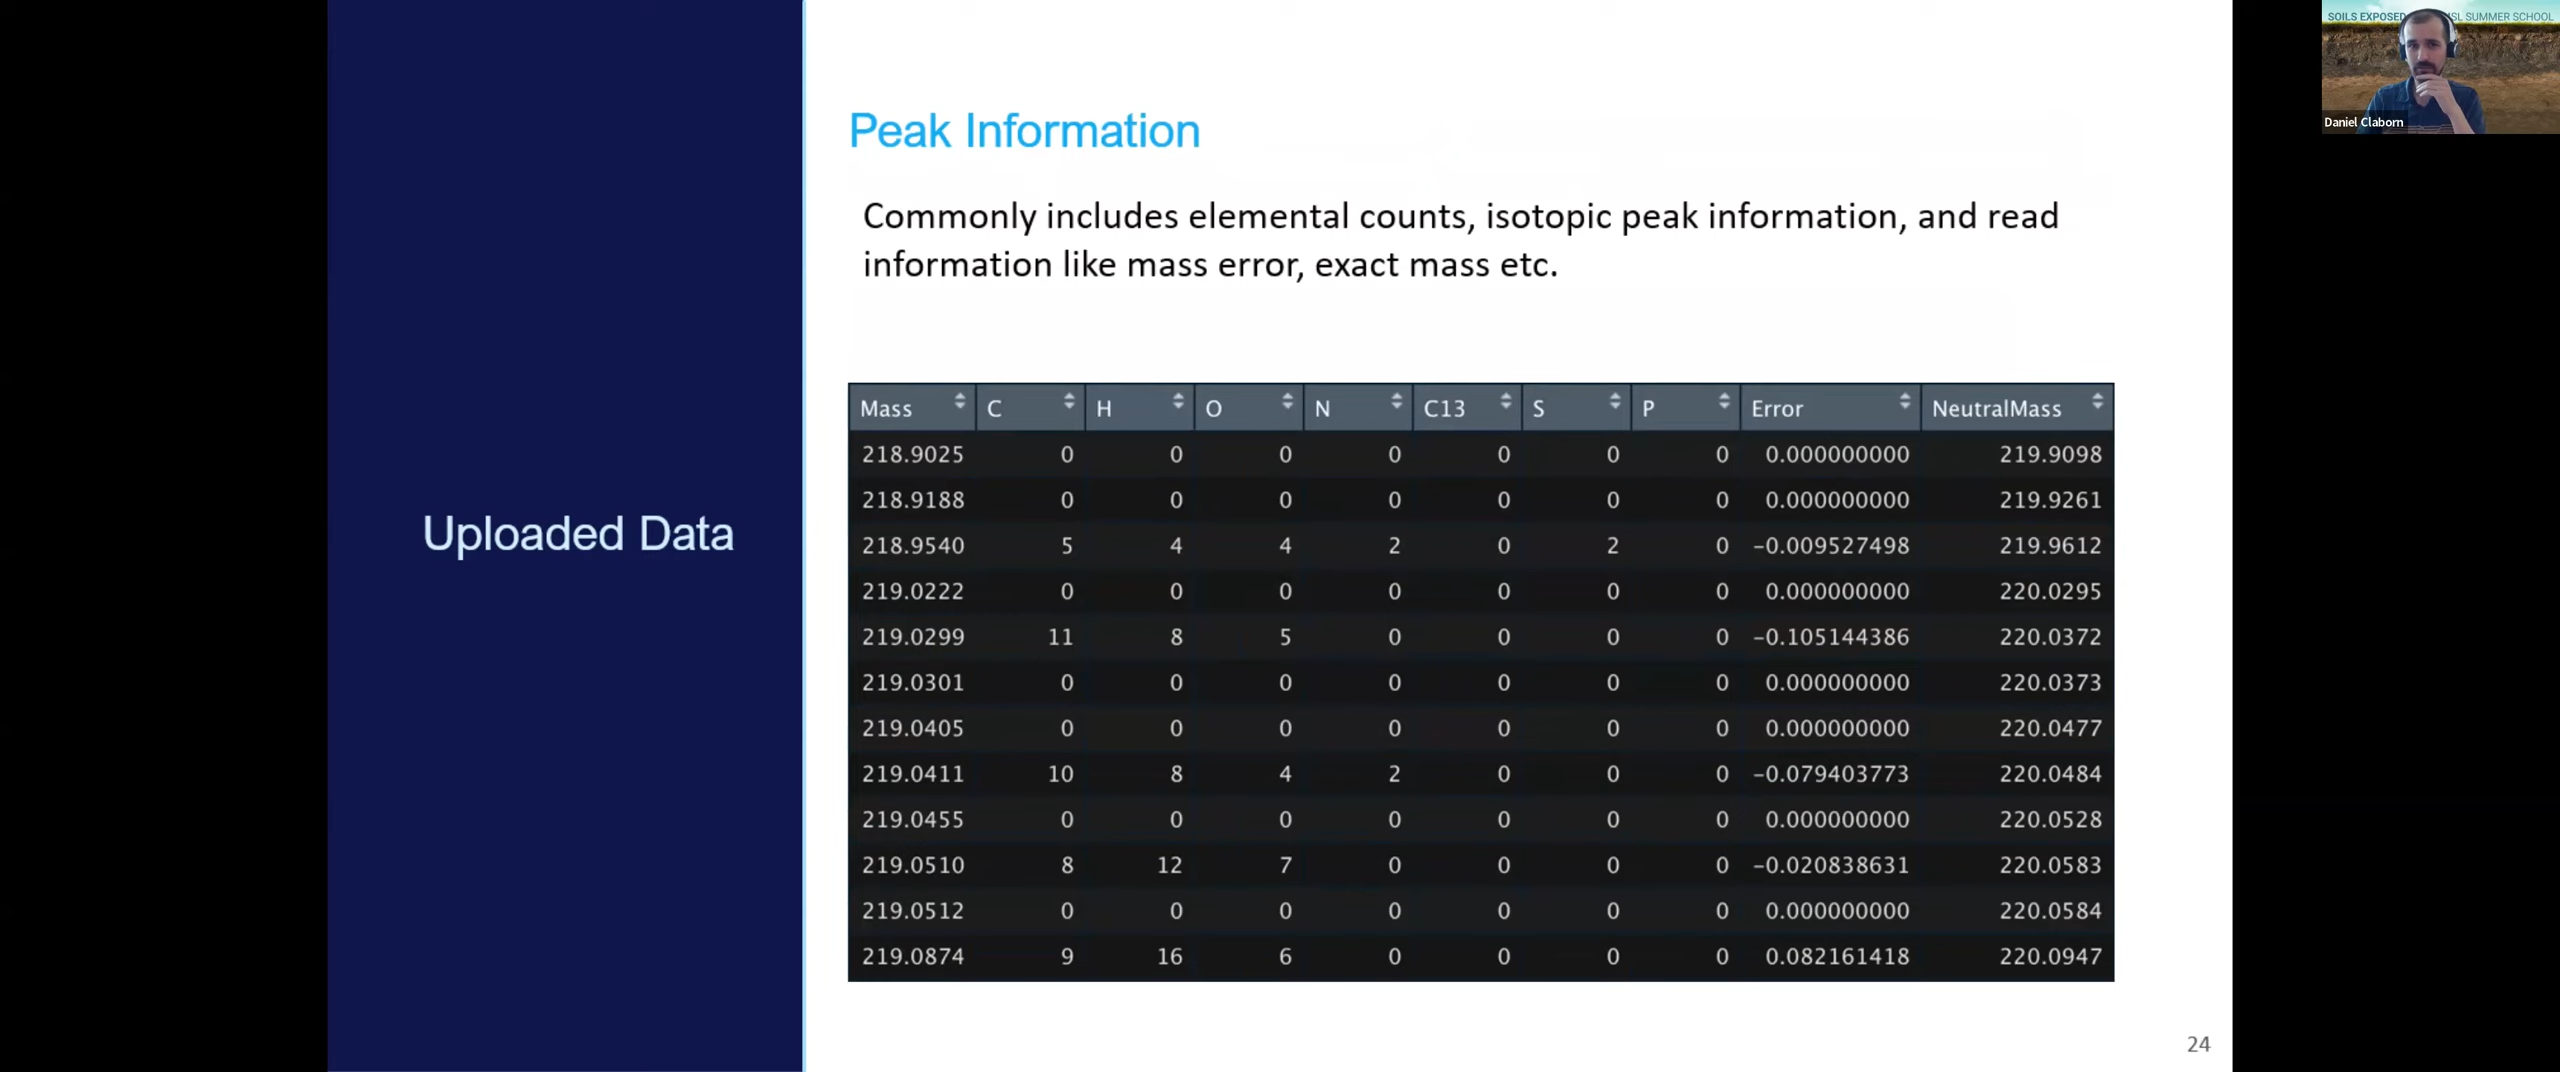 SOILS EXPOSED
SL SUMMER SCHOOL
Daniel Claborn
Uploaded Data
Peak Information
Commonly includes elemental counts, isotopic peak information, and read
information like mass error, exact mass etc.
Mass C H O N C13 S P Error NeutralMass
218.9025 0 0 0 0 0 0 0 0.000000000 219.9098
218.9188 0 0 0 0 0 0 0 0.000000000 219.9261
218.9540 5 4 4 2 0 2 0 -0.009527498 219.9612
219.0222 0 0 0 0 0 0 0 0.000000000 220.0295
219.0299 11 8 5 0 0 0 0 -0.105144386 220.0372
219.0301 0 0 0 0 0 0 0 0.000000000 220.0373
219.0405 0 0 0 0 0 0 0 0.000000000 220.0477
219.0411 10 8 4 2 0 0 0 -0.079403773 220.0484
219.0455 0 0 0 0 0 0 0 0.000000000 220.0528
219.0510 8 12 7 0 0 0 0 -0.020838631 220.0583
219.0512 0 0 0 0 0 0 0 0.000000000 220.0584
219.0874 9 16 6 0 0 0 0 0.082161418 220.0947
24